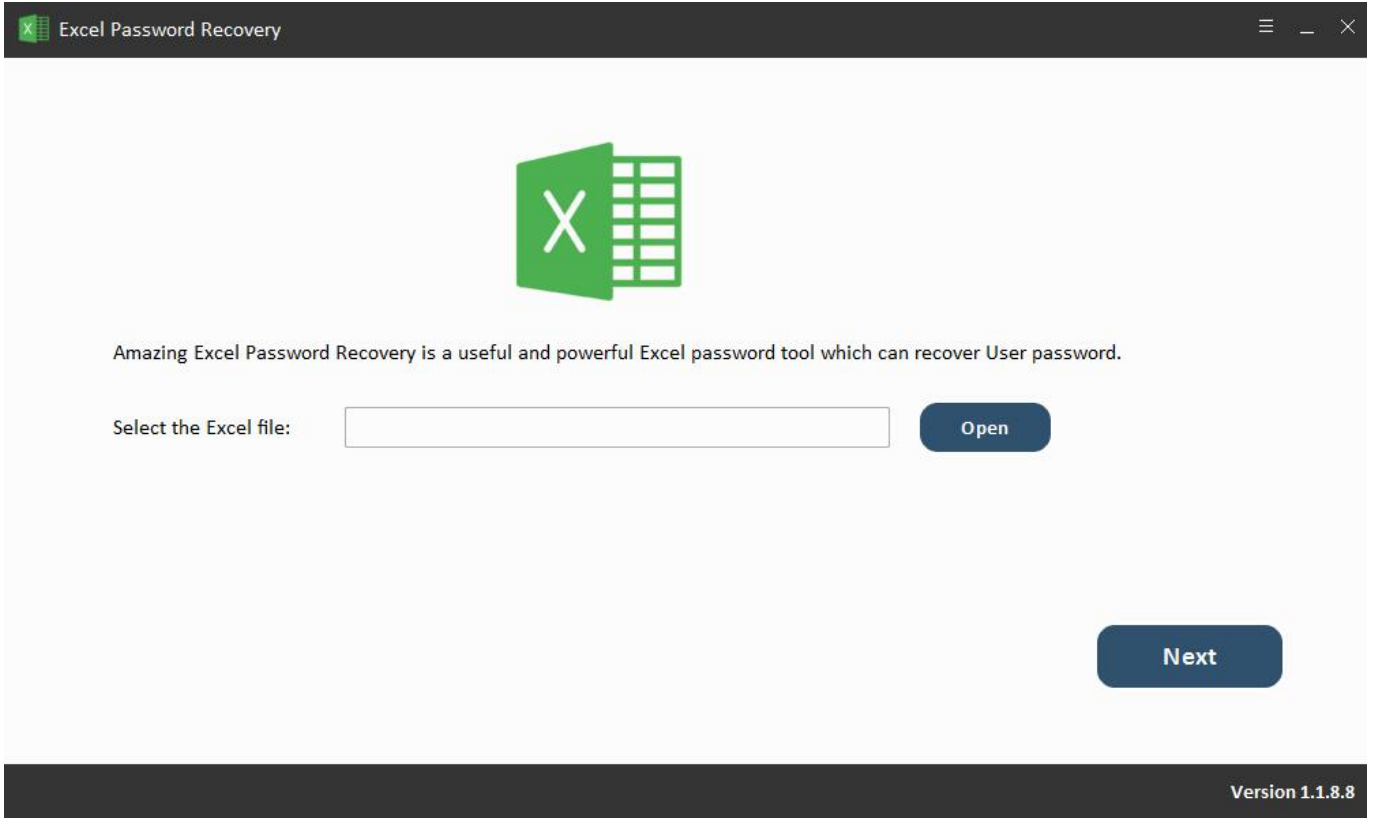 Excel Password Recovery
X
Amazing Excel Password Recovery is a useful and powerful Excel password tool which can recover User password.
Select the Excel file:
Open
Next
Version 1.1.8.8